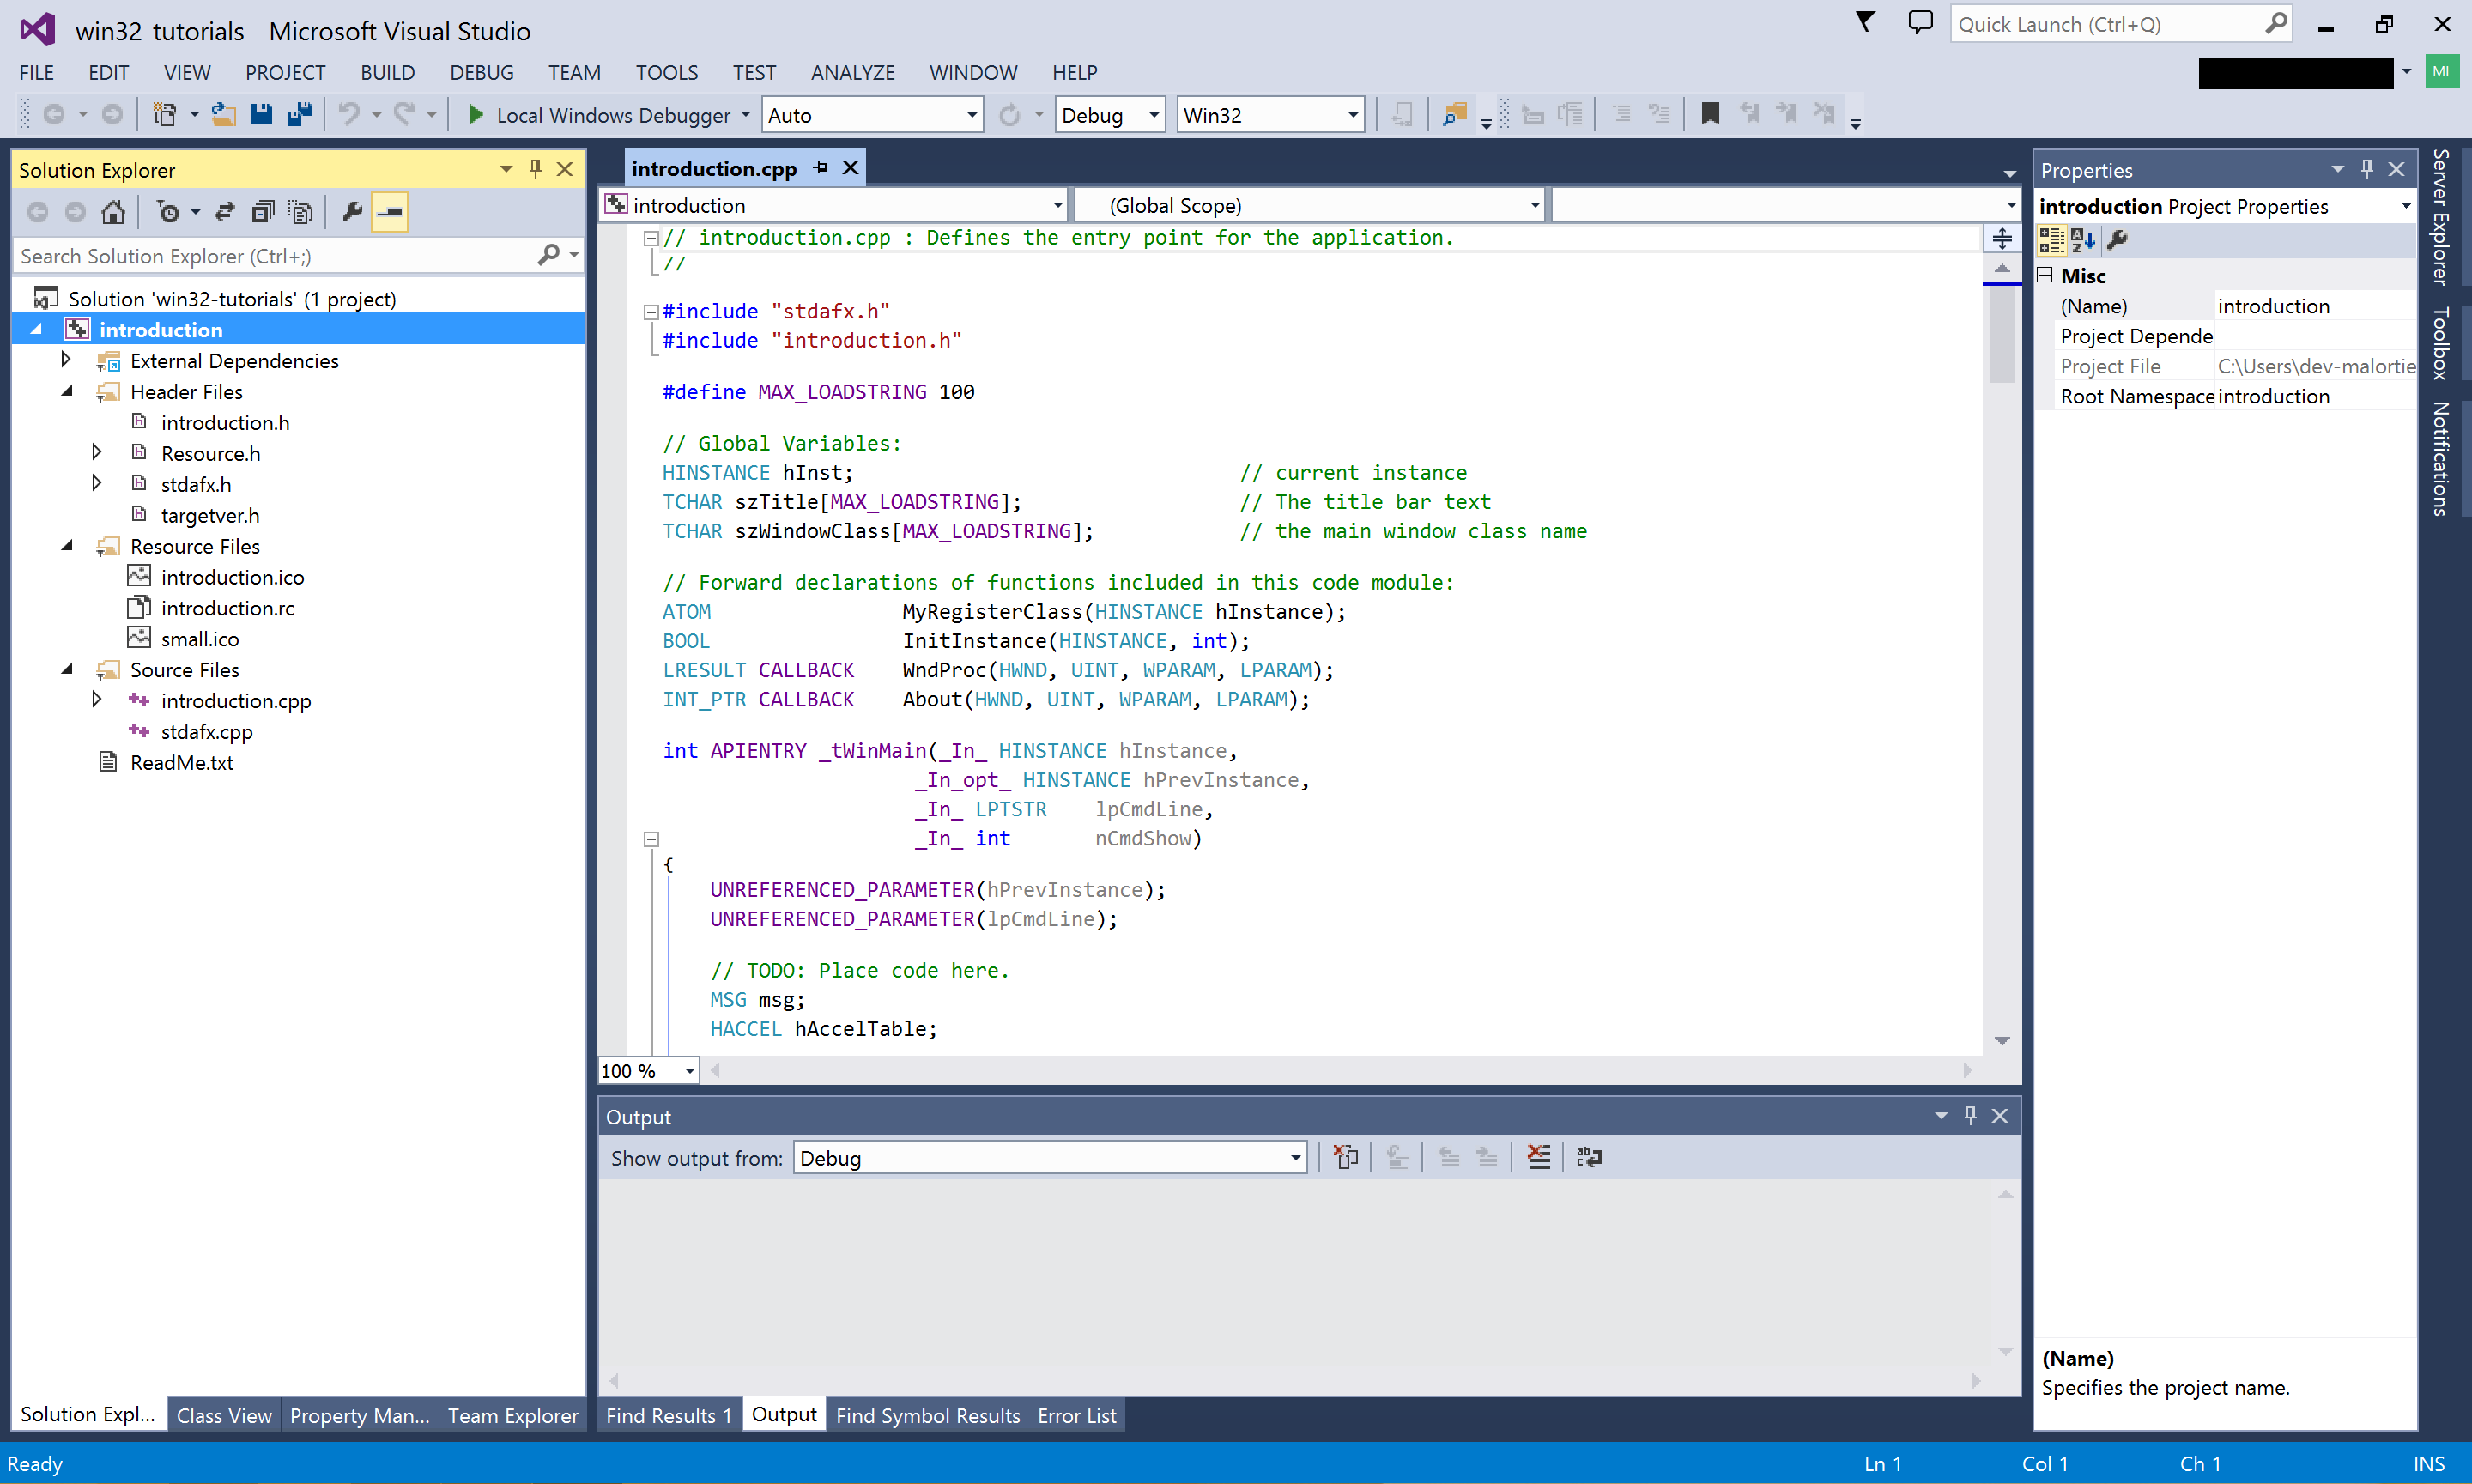 win32-tutorials - Microsoft Visual Studio
Quick Launch (Ctrl+Q)
FILE EDIT VIEW PROJECT BUILD DEBUG TEAM TOOLS TEST ANALYZE WINDOW HELP
ML
Local Windows Debugger Auto Debug Win32
Solution Explorer
Search Solution Explorer (Ctrl+;)
Solution 'win32-tutorials' (1 project)
introduction
External Dependencies
Header Files
introduction.h
Resource.h
stdafx.h
targetver.h
Resource Files
introduction.ico
introduction.rc
small.ico
Source Files
introduction.cpp
stdafx.cpp
ReadMe.txt
Solution Expl... Class View Property Man... Team Explorer
introduction.cpp
introduction (Global Scope)
// introduction.cpp : Defines the entry point for the application.
//
#include "stdafx.h"
#include "introduction.h"
#define MAX_LOADSTRING 100
// Global Variables:
HINSTANCE hInst; // current instance
TCHAR szTitle[MAX_LOADSTRING]; // The title bar text
TCHAR szWindowClass[MAX_LOADSTRING]; // the main window class name
// Forward declarations of functions included in this code module:
ATOM MyRegisterClass(HINSTANCE hInstance);
BOOL InitInstance(HINSTANCE, int);
LRESULT CALLBACK WndProc(HWND, UINT, WPARAM, LPARAM);
INT_PTR CALLBACK About(HWND, UINT, WPARAM, LPARAM);
int APIENTRY _tWinMain(_In_ HINSTANCE hInstance,
_In_opt_ HINSTANCE hPrevInstance,
_In_ LPTSTR lpCmdLine,
_In_ int nCmdShow)
{
UNREFERENCED_PARAMETER(hPrevInstance);
UNREFERENCED_PARAMETER(lpCmdLine);
// TODO: Place code here.
MSG msg;
HACCEL hAccelTable;
100 %
Output
Show output from: Debug
Find Results 1 Output Find Symbol Results Error List
Properties
introduction Project Properties
Misc
(Name) introduction
Project Depende
Project File C:\Users\dev-malortie
Root Namespace introduction
(Name)
Specifies the project name.
Server Explorer
Toolbox
Notifications
Ready Ln 1 Col 1 Ch 1 INS